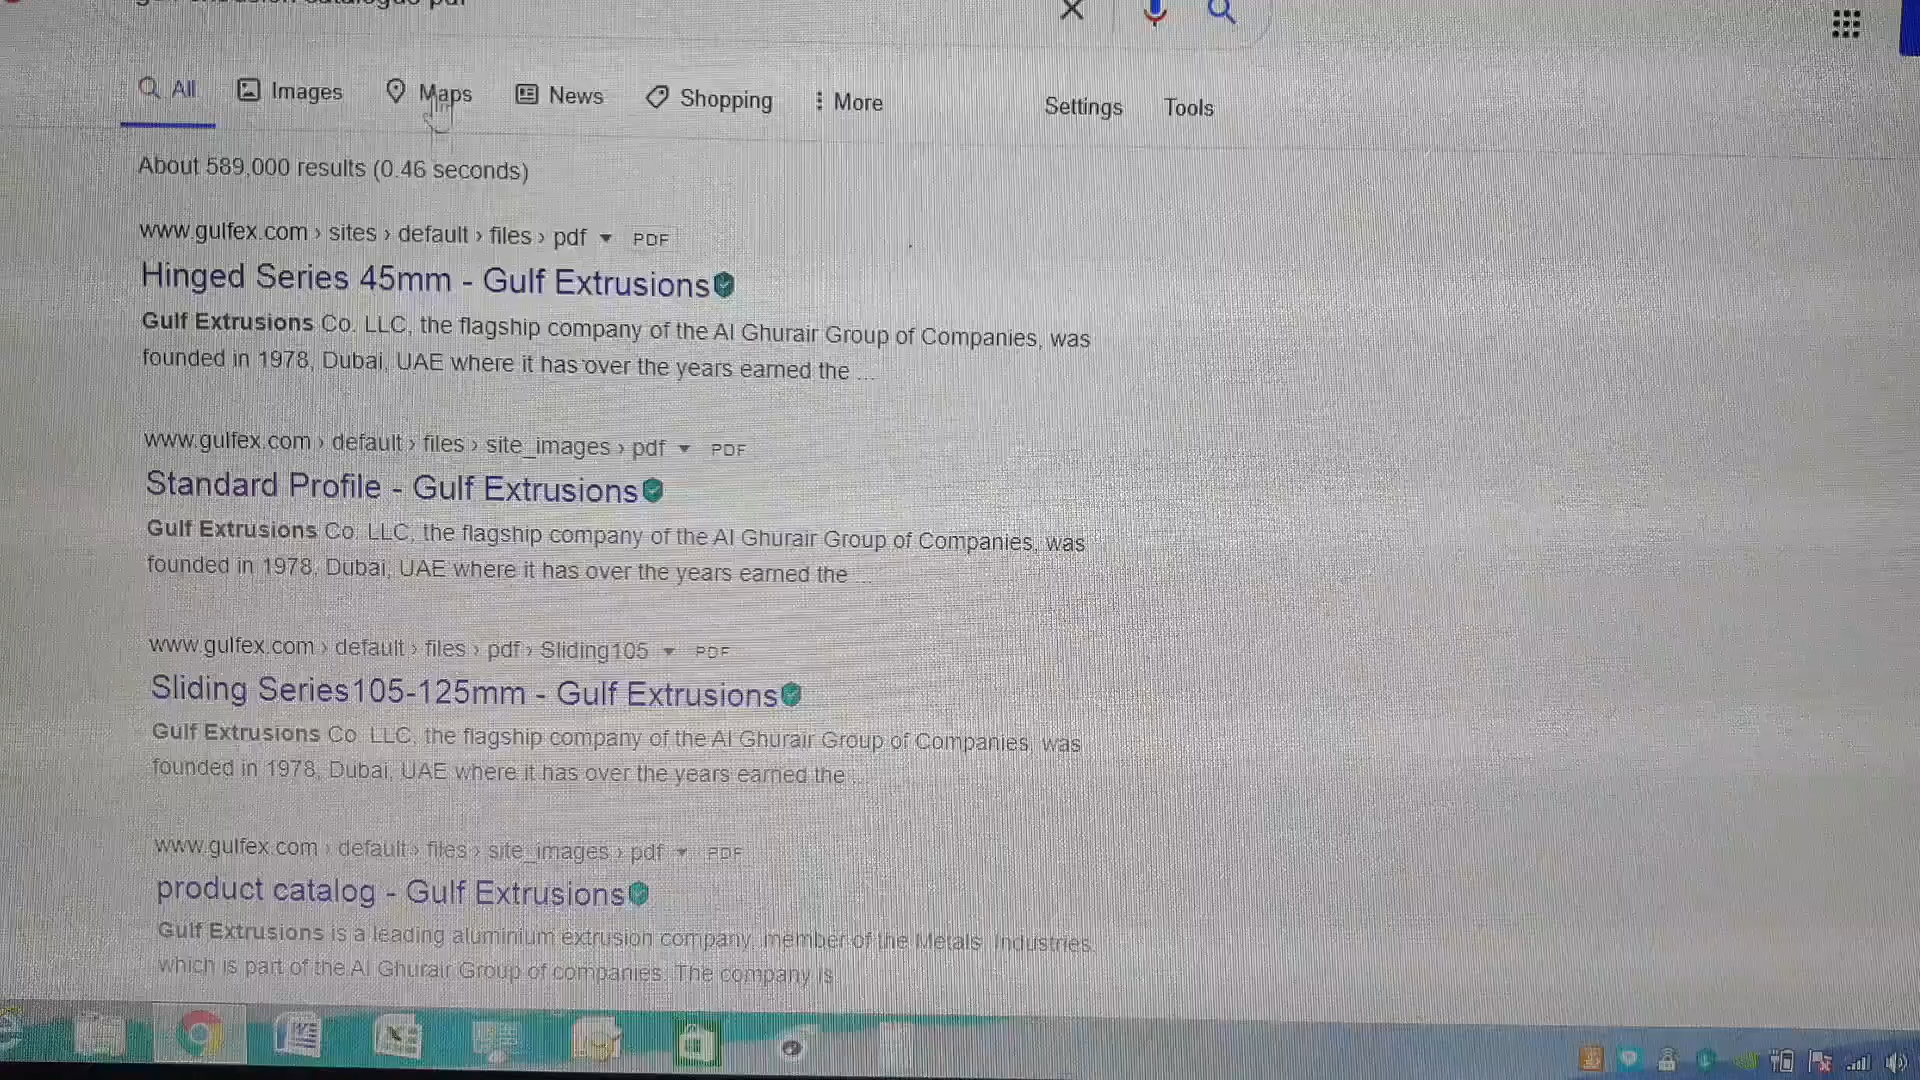 All Images Maps News Shopping More Settings Tools
About 589,000 results (0.46 seconds)
www.gulfex.com › sites › default › files › pdf ▾ PDF
Hinged Series 45mm - Gulf Extrusions
Gulf Extrusions Co. LLC, the flagship company of the Al Ghurair Group of Companies, was
founded in 1978, Dubai, UAE where it has over the years earned the ...
www.gulfex.com › default › files › site_images › pdf ▾ PDF
Standard Profile - Gulf Extrusions
Gulf Extrusions Co. LLC, the flagship company of the Al Ghurair Group of Companies, was
founded in 1978, Dubai, UAE where it has over the years earned the ...
www.gulfex.com › default › files › pdf › Sliding105 ▾ PDF
Sliding Series105-125mm - Gulf Extrusions
Gulf Extrusions Co. LLC, the flagship company of the Al Ghurair Group of Companies, was
founded in 1978, Dubai, UAE where it has over the years earned the ...
www.gulfex.com › default › files › site_images › pdf ▾ PDF
product catalog - Gulf Extrusions
Gulf Extrusions is a leading aluminium extrusion company, member of the Metals Industries,
which is part of the Al Ghurair Group of companies. The company is